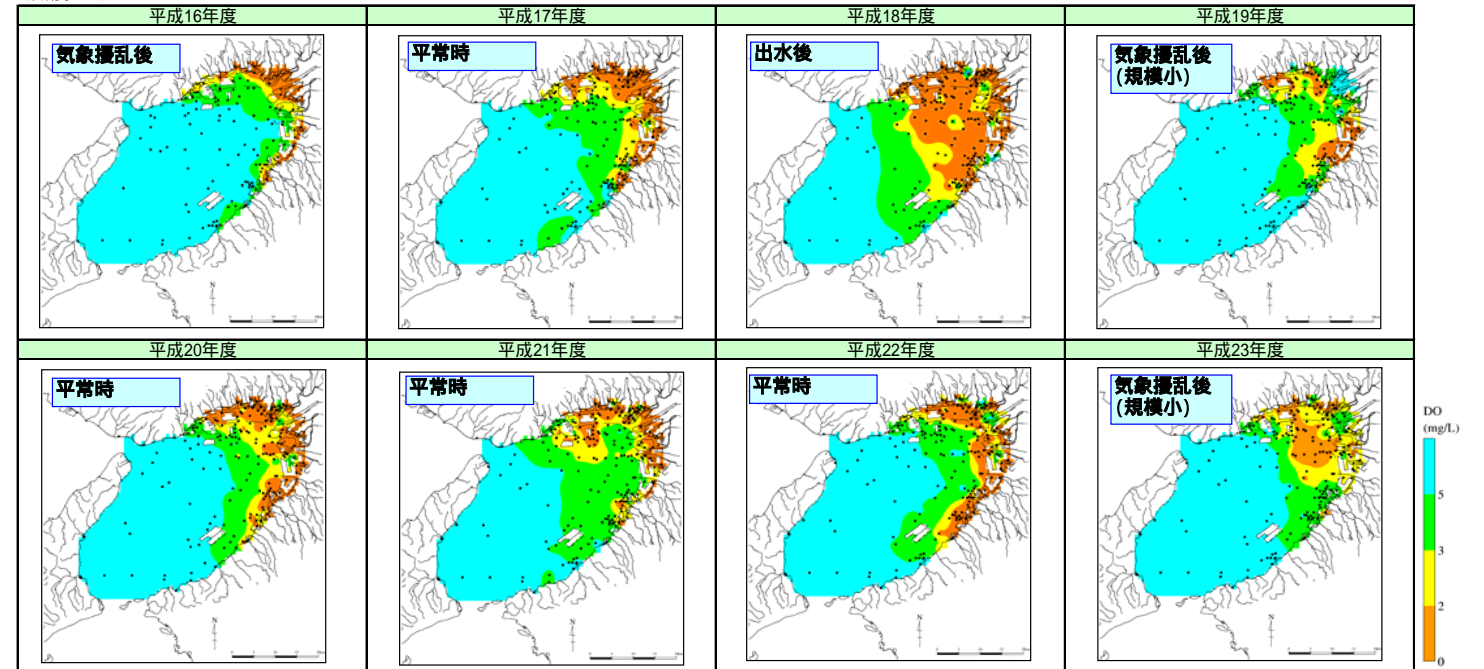 平成16年度
平成17年度
平成18年度
平成19年度
気象擾乱後
平常時
出水後
気象擾乱後
(規模小)
N
N
N
N
平成20年度
平成21年度
平成22年度
平成23年度
平常時
平常時
平常時
気象擾乱後
(規模小)
N
N
N
N
DO
(mg/L)
5
3
2
0